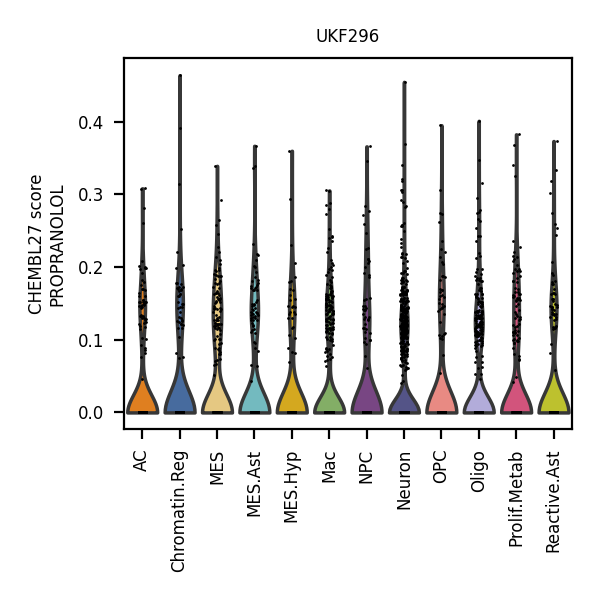 UKF296
CHEMBL27 score
PROPRANOLOL
0.4
0.3
0.2
0.1
0.0
AC
Chromatin.Reg
MES
MES.Ast
MES.Hyp
Mac
NPC
Neuron
OPC
Oligo
Prolif.Metab
Reactive.Ast